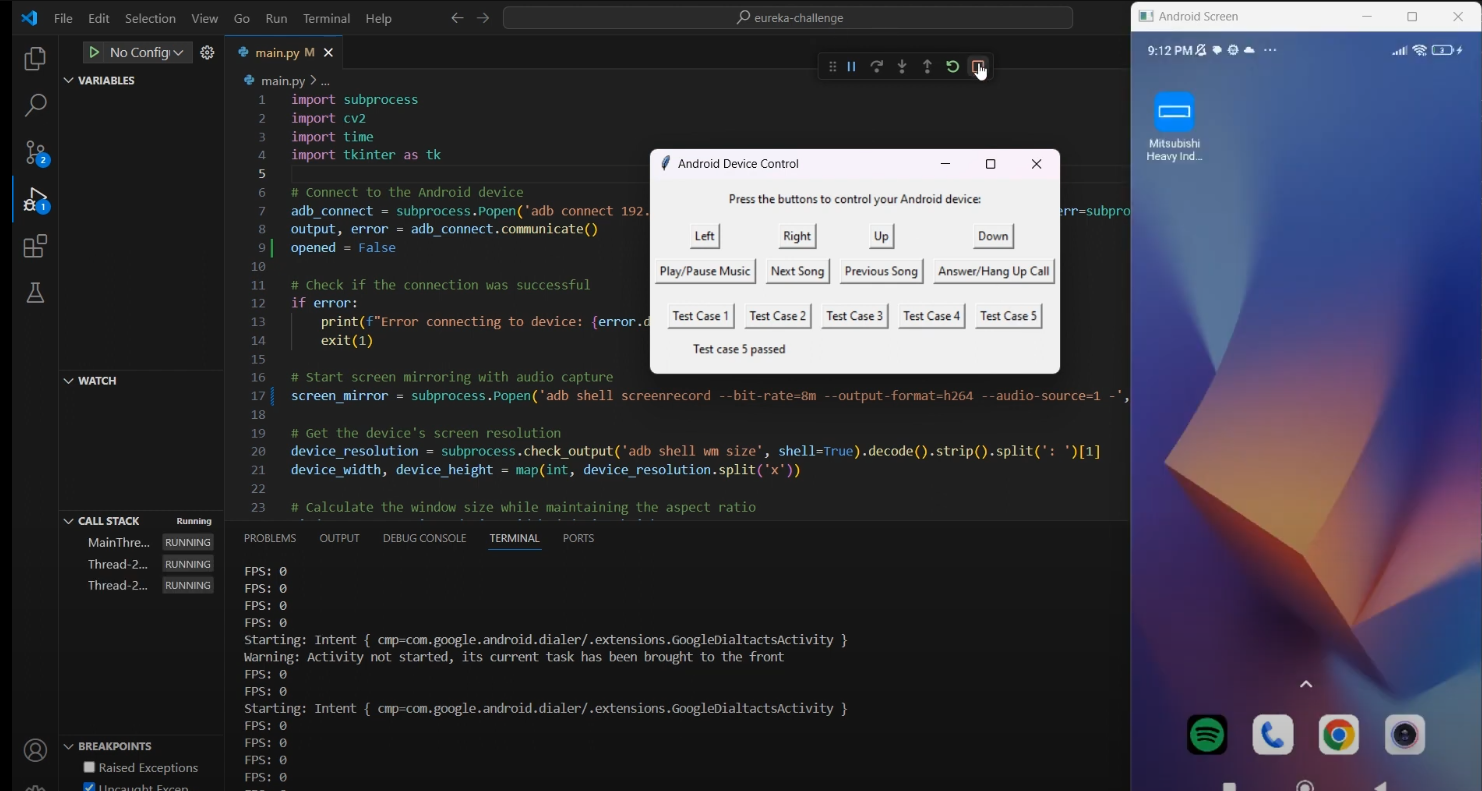 File Edit Selection View Go Run Terminal Help
eureka-challenge
Android Screen
No Config
main.py M
main.py > ...
VARIABLES
WATCH
CALL STACK Running
MainThre... RUNNING
Thread-2... RUNNING
Thread-2... RUNNING
BREAKPOINTS
Raised Exceptions
Uncaught Excep
2
1
1 import subprocess
2 import cv2
3 import time
4 import tkinter as tk
5
6 # Connect to the Android device
7 adb_connect = subprocess.Popen('adb connect 192. err=subpro
8 output, error = adb_connect.communicate()
9 opened = False
10
11 # Check if the connection was successful
12 if error:
13 print(f"Error connecting to device: {error.d
14 exit(1)
15
16 # Start screen mirroring with audio capture
17 screen_mirror = subprocess.Popen('adb shell screenrecord --bit-rate=8m --output-format=h264 --audio-source=1 -',
18
19 # Get the device's screen resolution
20 device_resolution = subprocess.check_output('adb shell wm size', shell=True).decode().strip().split(': ')[1]
21 device_width, device_height = map(int, device_resolution.split('x'))
22
23 # Calculate the window size while maintaining the aspect ratio
Android Device Control
Press the buttons to control your Android device:
Left Right Up Down
Play/Pause Music Next Song Previous Song Answer/Hang Up Call
Test Case 1 Test Case 2 Test Case 3 Test Case 4 Test Case 5
Test case 5 passed
PROBLEMS OUTPUT DEBUG CONSOLE TERMINAL PORTS
FPS: 0
FPS: 0
FPS: 0
FPS: 0
Starting: Intent { cmp=com.google.android.dialer/.extensions.GoogleDialtactsActivity }
Warning: Activity not started, its current task has been brought to the front
FPS: 0
FPS: 0
Starting: Intent { cmp=com.google.android.dialer/.extensions.GoogleDialtactsActivity }
FPS: 0
FPS: 0
FPS: 0
FPS: 0
9:12 PM
Mitsubishi
Heavy Ind...